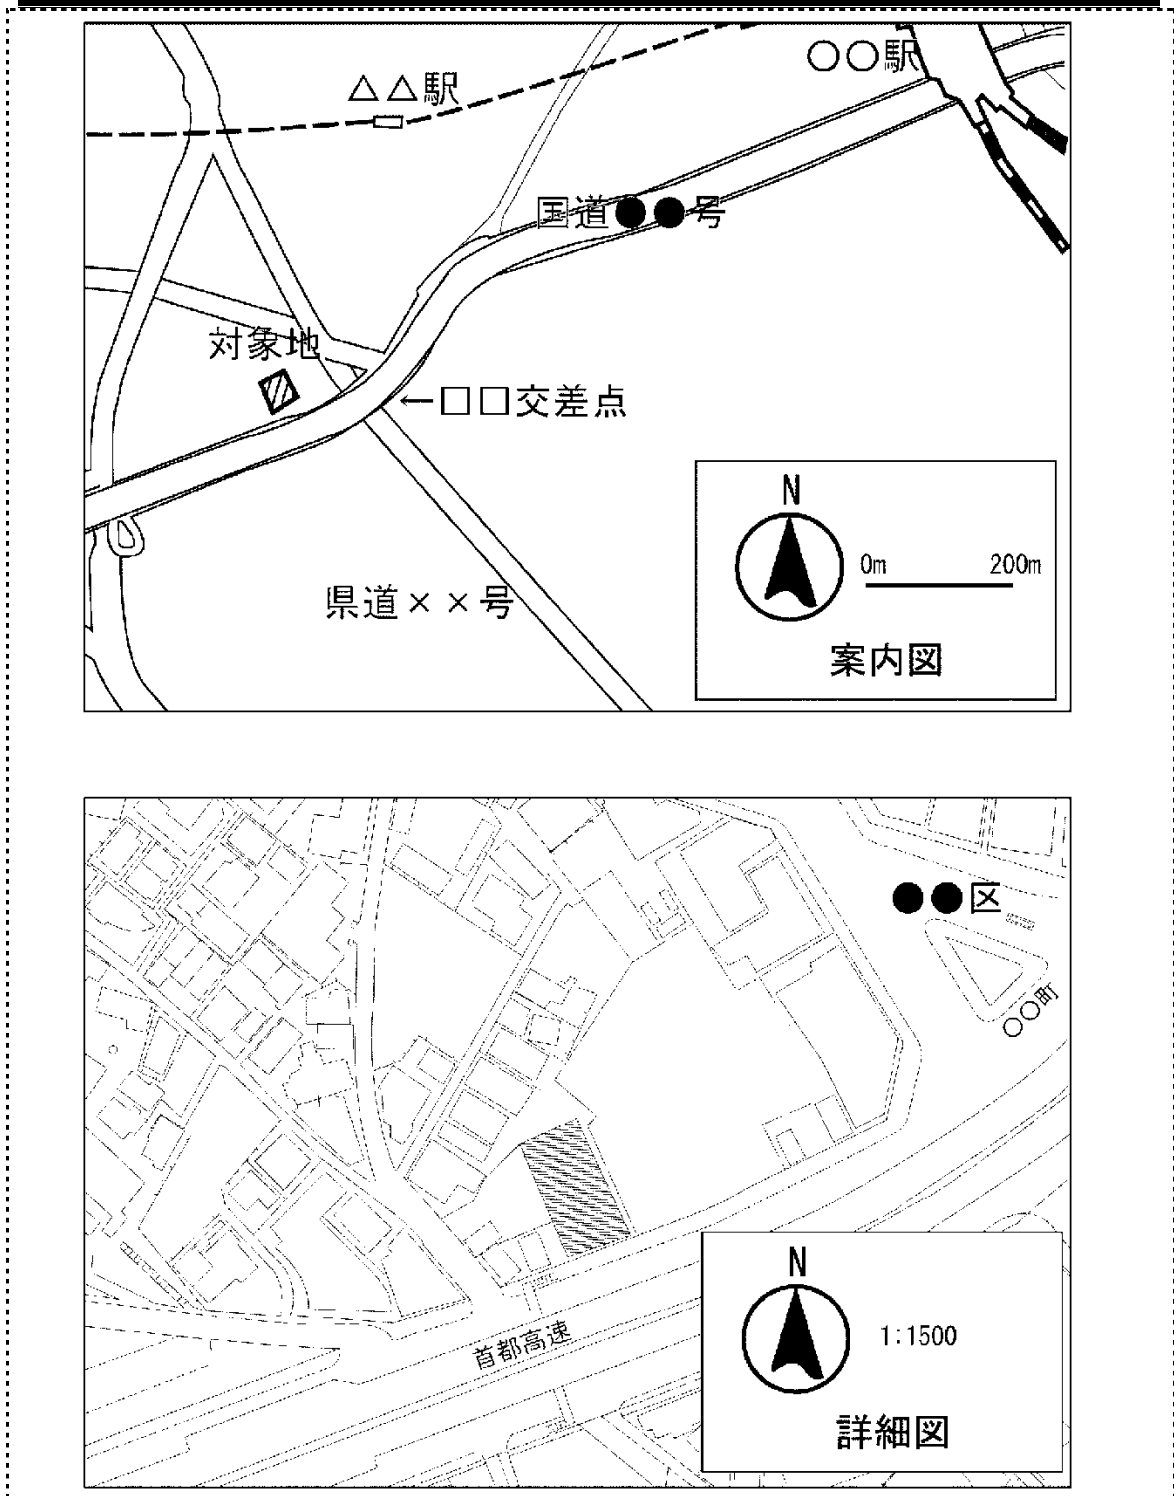 △△駅
○○駅
国道●●号
対象地
←□□交差点
県道××号
N
0m 200m
案内図
●●区
○○町
首都高速
N
1:1500
詳細図